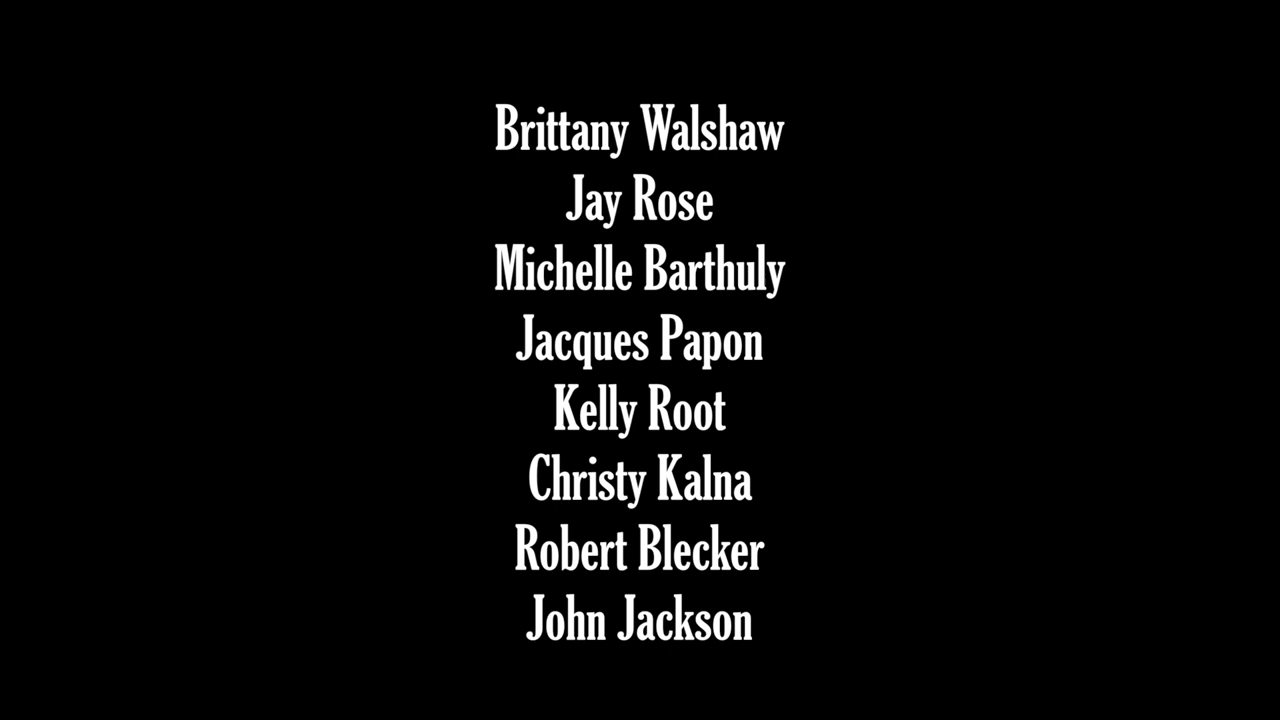 Brittany Walshaw
Jay Rose
Michelle Barthuly
Jacques Papon
Kelly Root
Christy Kalna
Robert Blecker
John Jackson